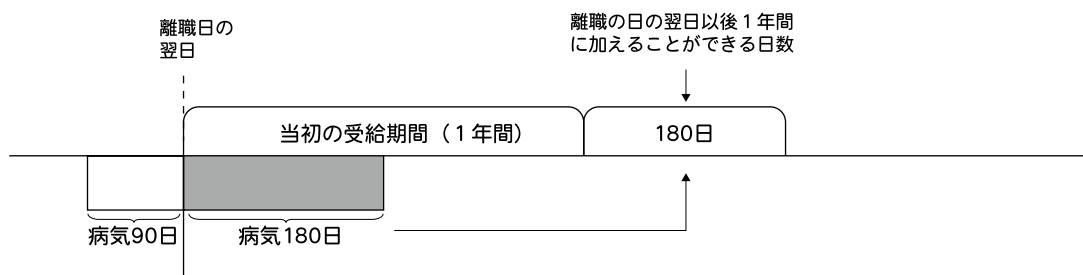 離職日の
翌日
離職の日の翌日以後1年間
に加えることができる日数
当初の受給期間（1年間）
180日
病気90日
病気180日